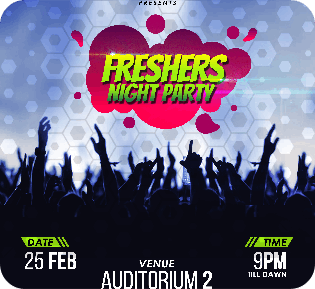 PRESENTS
FRESHERS
NIGHT PARTY
DATE
25 FEB
VENUE
AUDITORIUM 2
TIME
9PM
TILL DAWN